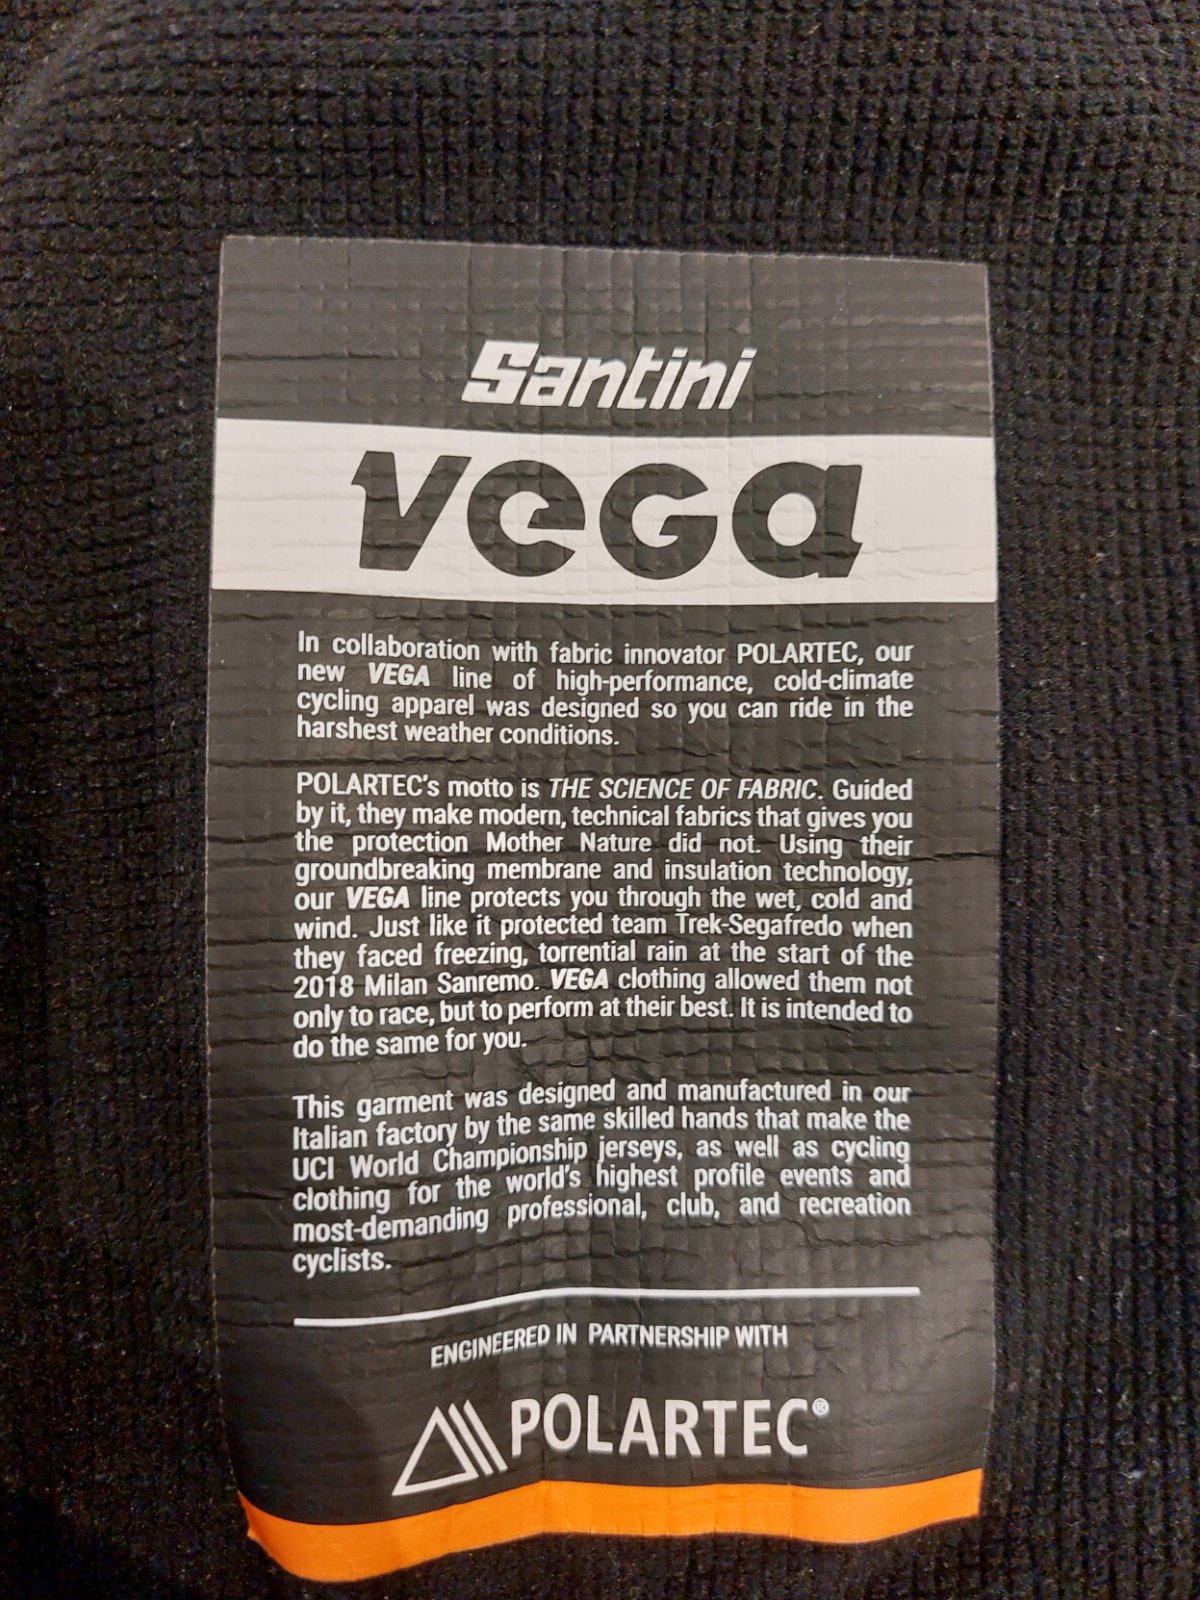 Santini
vega
In collaboration with fabric innovator POLARTEC, our
new VEGA line of high-performance, cold-climate
cycling apparel was designed so you can ride in the
harshest weather conditions.
POLARTEC's motto is THE SCIENCE OF FABRIC. Guided
by it, they make modern, technical fabrics that gives you
the protection Mother Nature did not. Using their
groundbreaking membrane and insulation technology,
our VEGA line protects you through the wet, cold and
wind. Just like it protected team Trek-Segafredo when
they faced freezing, torrential rain at the start of the
2018 Milan Sanremo. VEGA clothing allowed them not
only to race, but to perform at their best. It is intended to
do the same for you.
This garment was designed and manufactured in our
Italian factory by the same skilled hands that make the
UCI World Championship jerseys, as well as cycling
clothing for the world's highest profile events and
most-demanding professional, club, and recreation
cyclists.
ENGINEERED IN PARTNERSHIP WITH
POLARTEC®